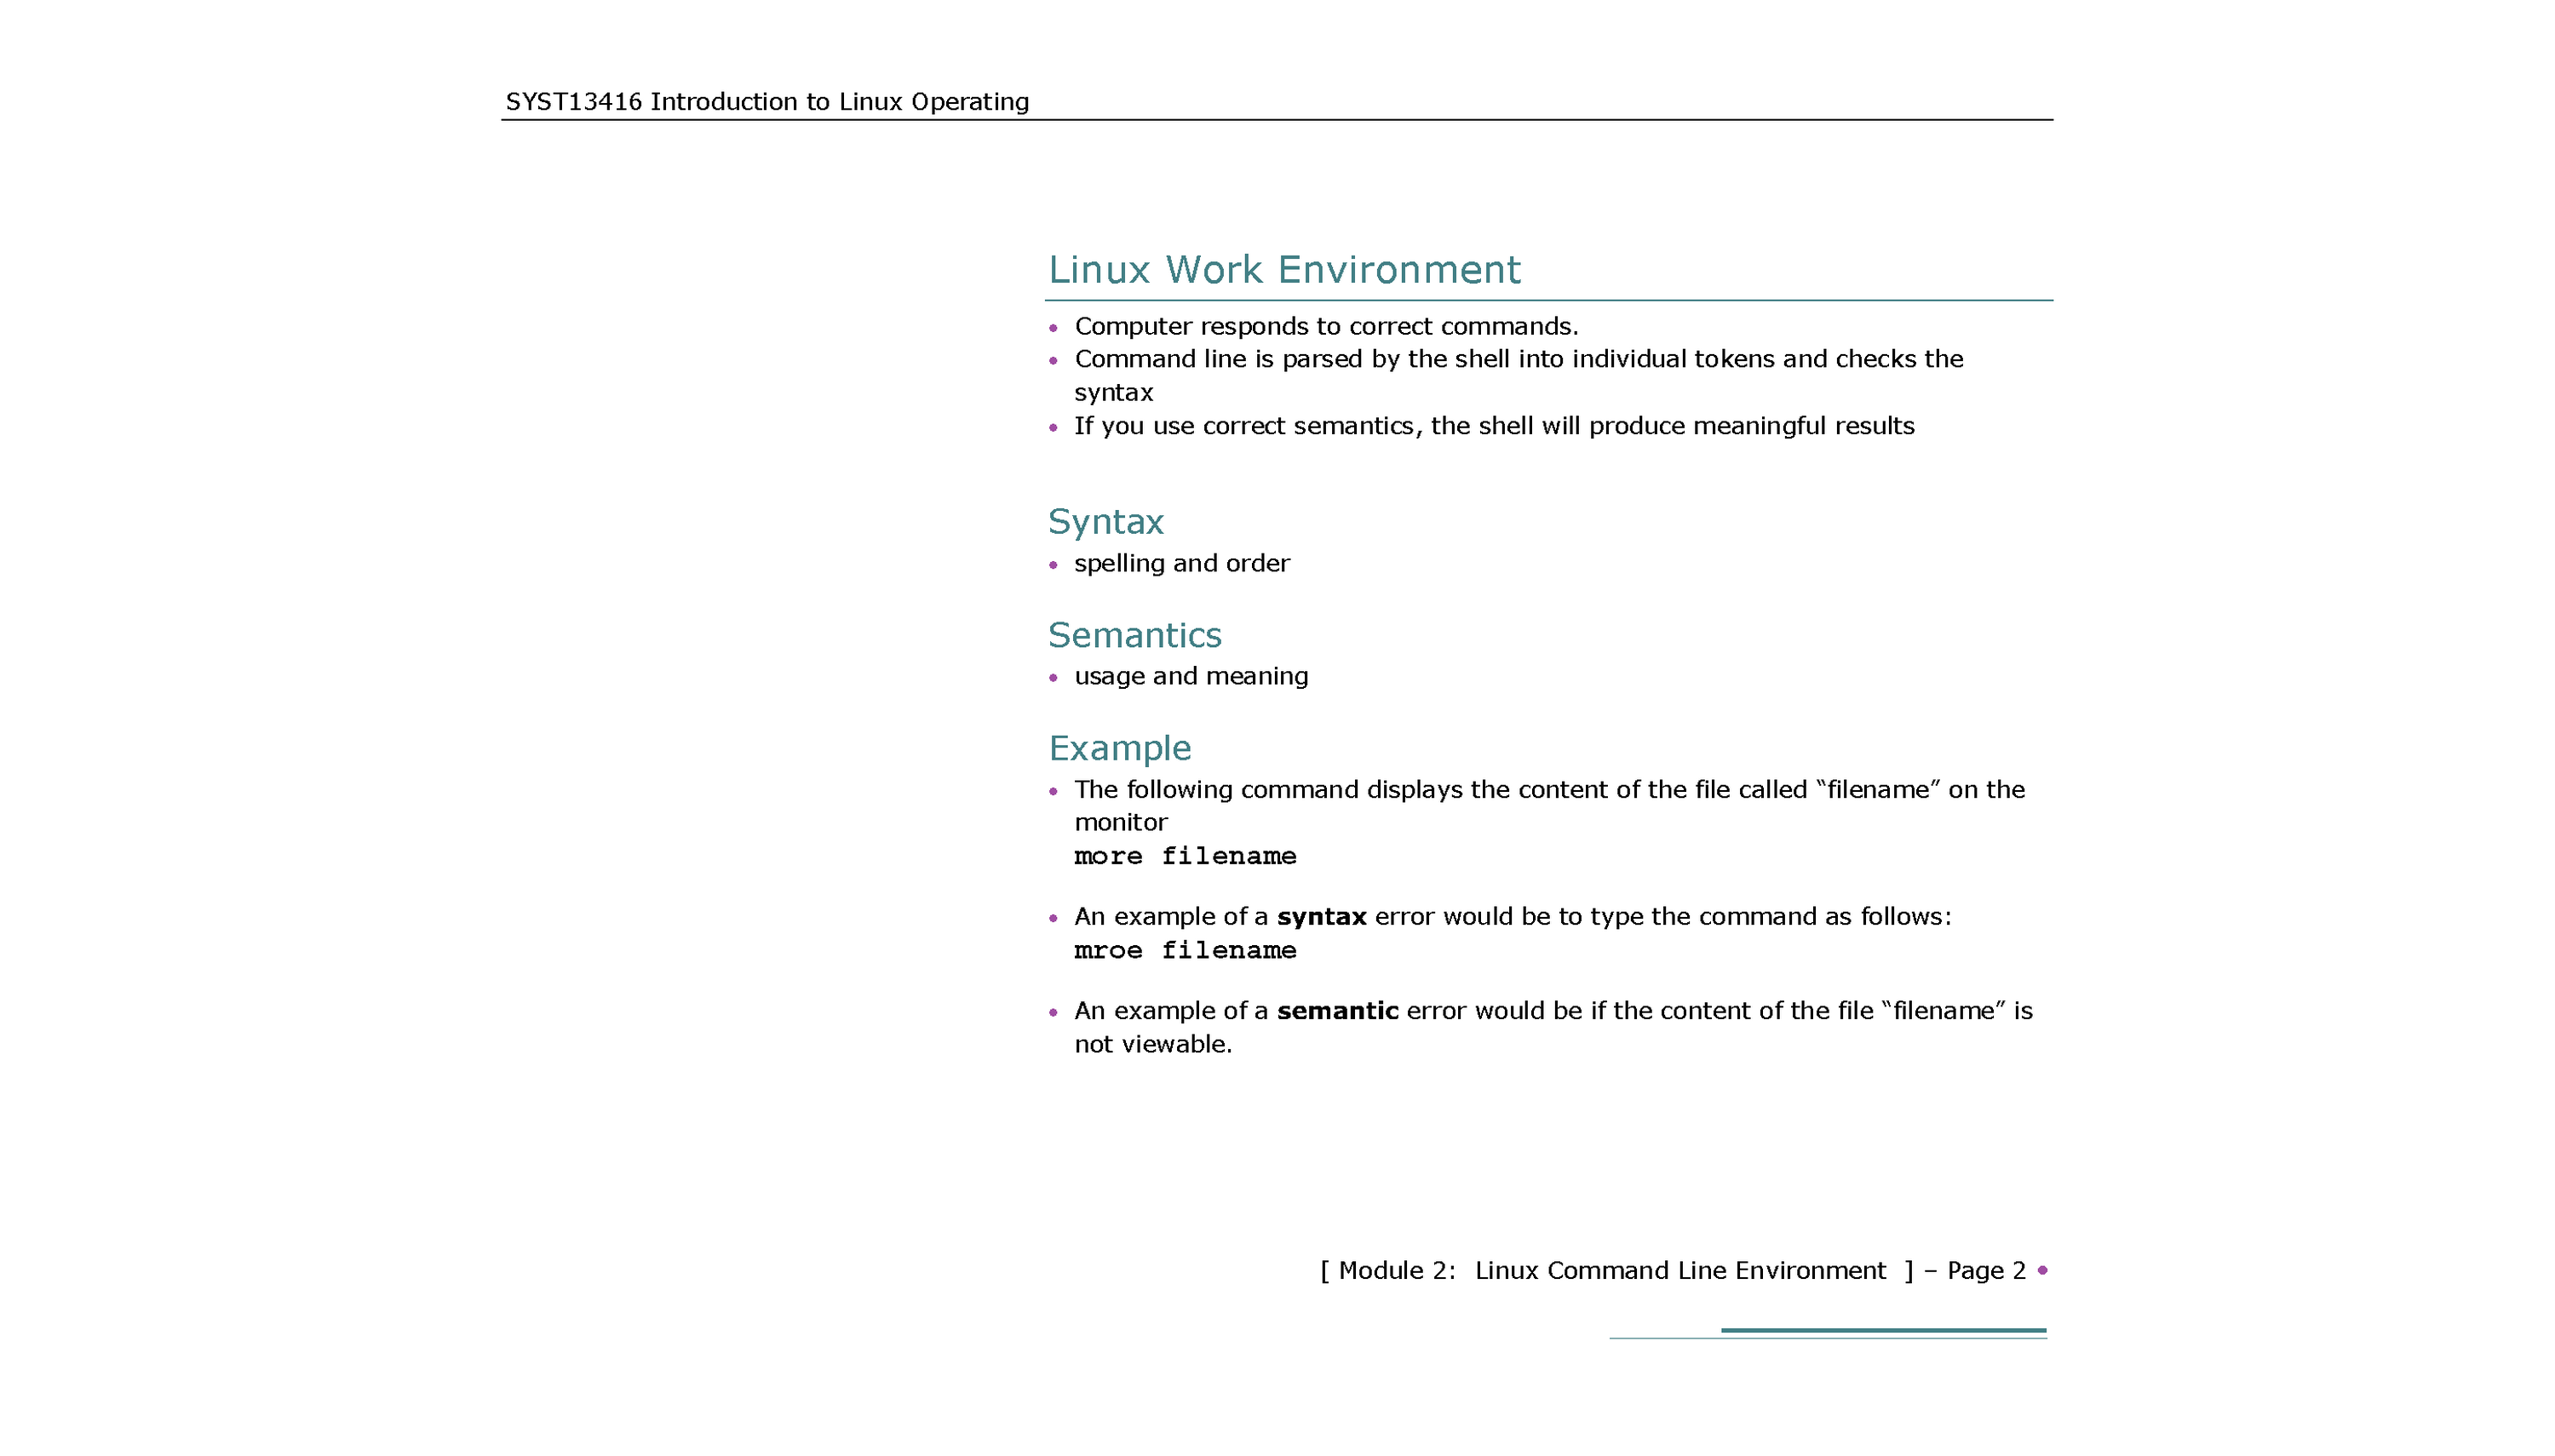 SYST13416 Introduction to Linux Operating
Linux Work Environment
• Computer responds to correct commands.
• Command line is parsed by the shell into individual tokens and checks the
syntax
• If you use correct semantics, the shell will produce meaningful results
Syntax
• spelling and order
Semantics
• usage and meaning
Example
• The following command displays the content of the file called “filename” on the
monitor
more filename
• An example of a syntax error would be to type the command as follows:
mroe filename
• An example of a semantic error would be if the content of the file “filename” is
not viewable.
[ Module 2:  Linux Command Line Environment  ] – Page 2 •